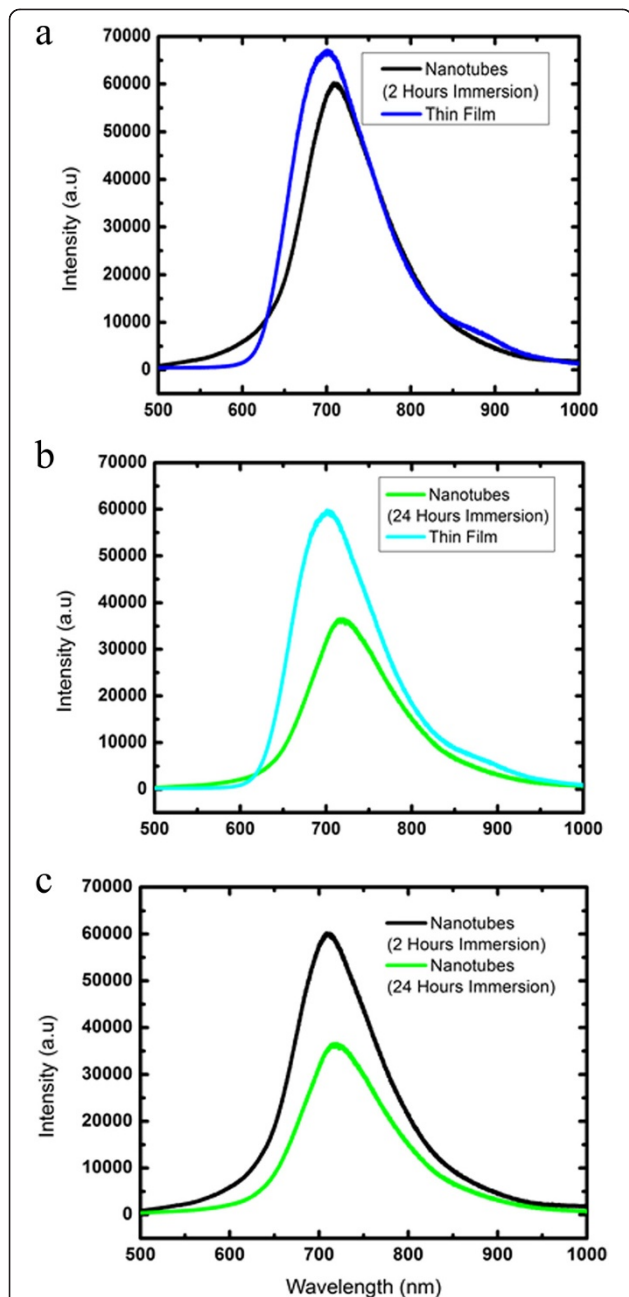 a
70000
60000
50000
40000
30000
20000
10000
0
Intensity (a.u)
Nanotubes
(2 Hours Immersion)
Thin Film
500 600 700 800 900 1000
b
70000
60000
50000
40000
30000
20000
10000
0
Intensity (a.u)
Nanotubes
(24 Hours Immersion)
Thin Film
500 600 700 800 900 1000
c
70000
60000
50000
40000
30000
20000
10000
0
Intensity (a.u)
Nanotubes
(2 Hours Immersion)
Nanotubes
(24 Hours Immersion)
500 600 700 800 900 1000
Wavelength (nm)